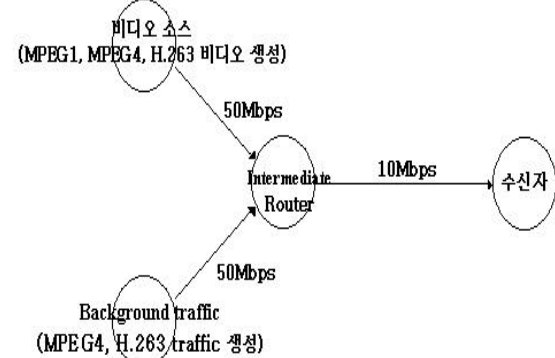 비디오 소스
(MPEG1, MPEG4, H.263 비디오 생성)
50Mbps
Intermediate
Router
10Mbps
수신자
50Mbps
Background traffic
(MPEG4, H.263 traffic 생성)